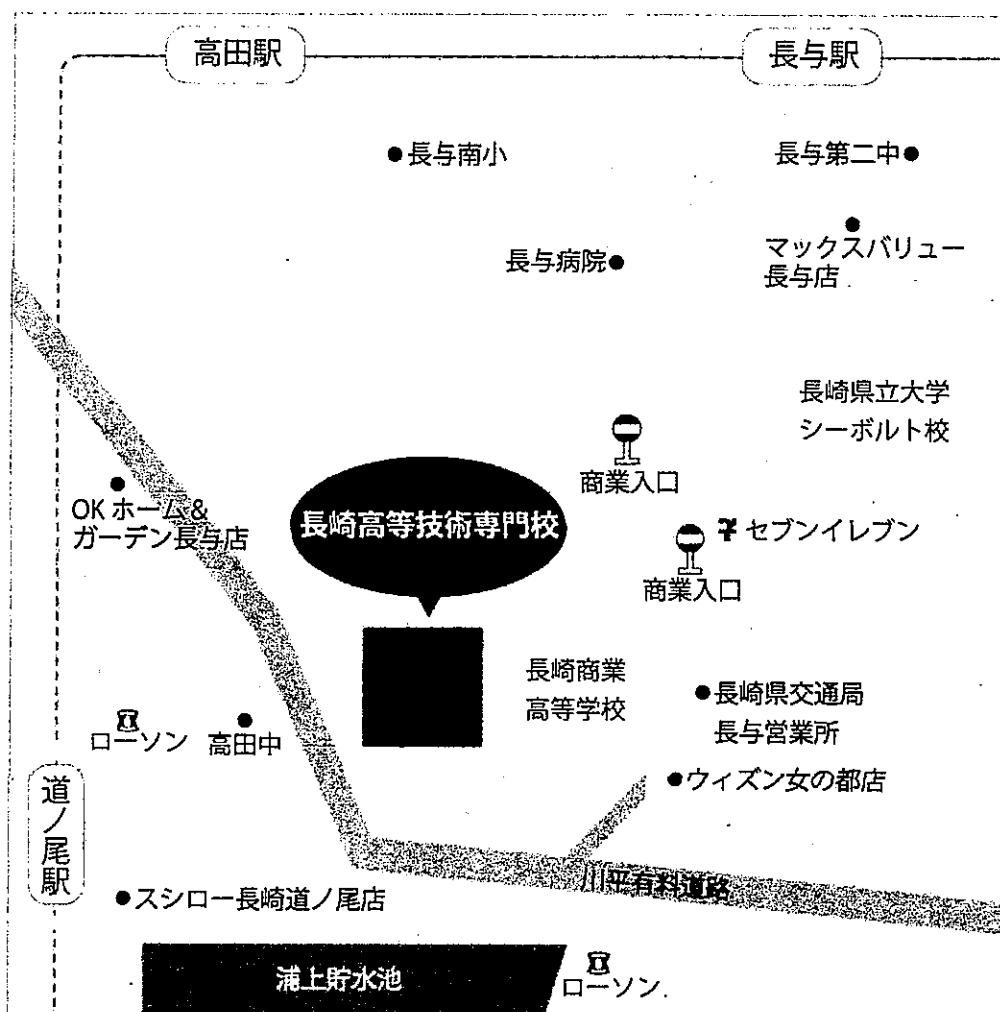 高田駅
長与駅
長与南小
長与第二中
長与病院
マックスバリュー
長与店
長崎県立大学
シーボルト校
商業入口
OKホーム&
ガーデン長与店
長崎高等技術専門校
セブンイレブン
商業入口
長崎商業
高等学校
長崎県交通局
長与営業所
ローソン
高田中
ウィズン女の都店
道ノ尾駅
川平有料道路
スシロー長崎道ノ尾店
浦上貯水池
ローソン